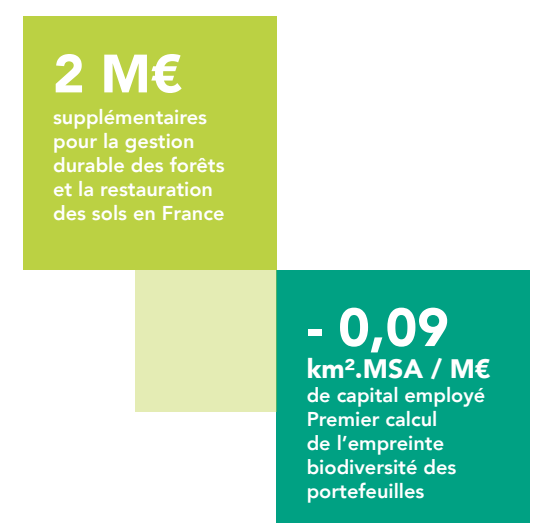 2 M€
supplémentaires
pour la gestion
durable des forêts
et la restauration
des sols en France
- 0,09
km².MSA / M€
de capital employé
Premier calcul
de l’empreinte
biodiversité des
portefeuilles